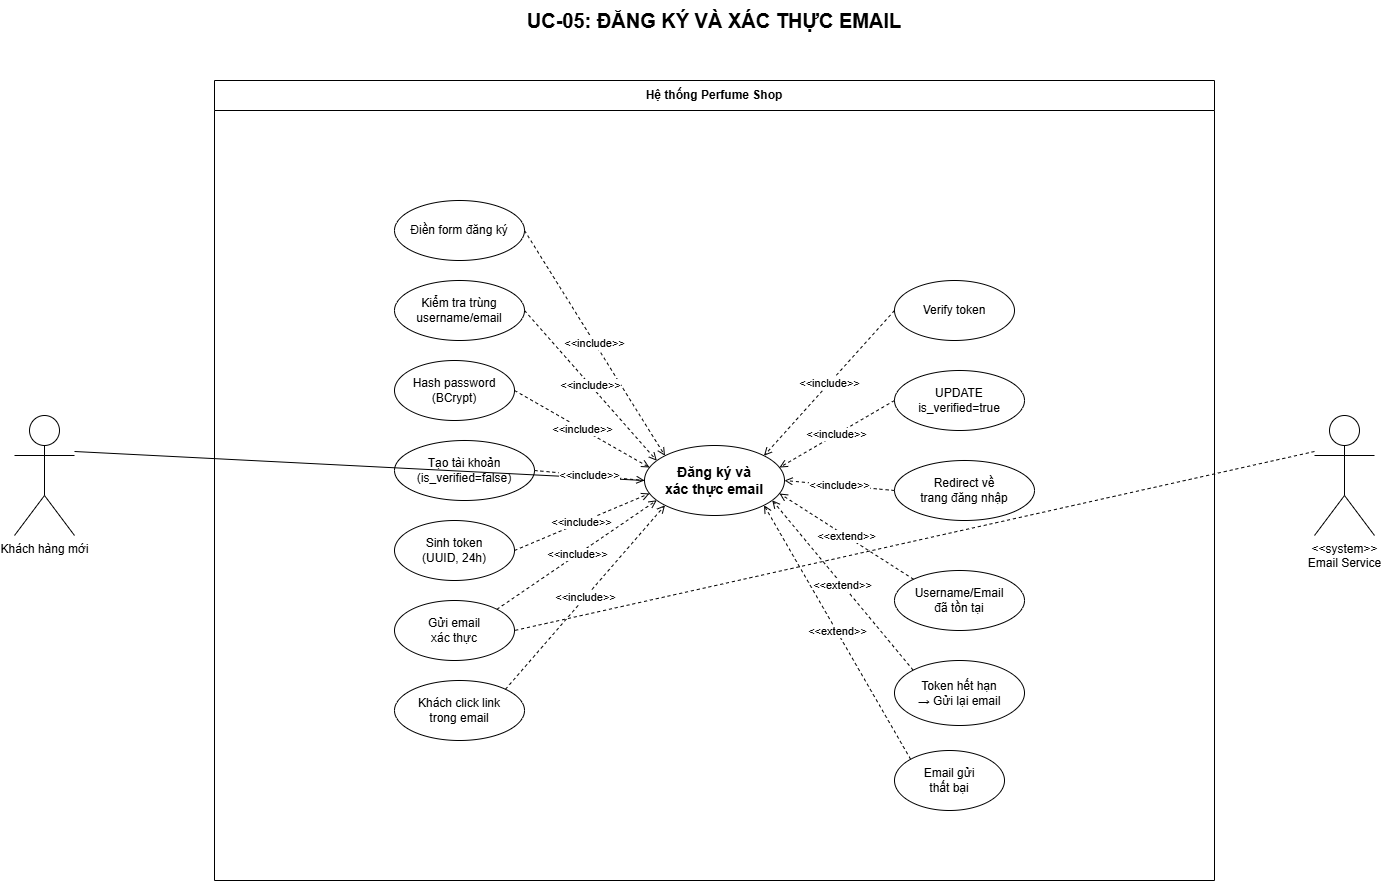 UC-05: ĐĂNG KÝ VÀ XÁC THỰC EMAIL
Hệ thống Perfume Shop
Điền form đăng ký
Kiểm tra trùng
username/email
Hash password
(BCrypt)
Tạo tài khoản
(is_verified=false)
Sinh token
(UUID, 24h)
Gửi email
xác thực
Khách click link
trong email
<<include>>
<<include>>
<<include>>
<<include>>
<<include>>
<<include>>
<<include>>
Đăng ký và
xác thực email
<<include>>
<<include>>
<<include>>
<<extend>>
<<extend>>
<<extend>>
Verify token
UPDATE
is_verified=true
Redirect về
trang đăng nhập
Username/Email
đã tồn tại
Token hết hạn
→ Gửi lại email
Email gửi
thất bại
Khách hàng mới
<<system>>
Email Service